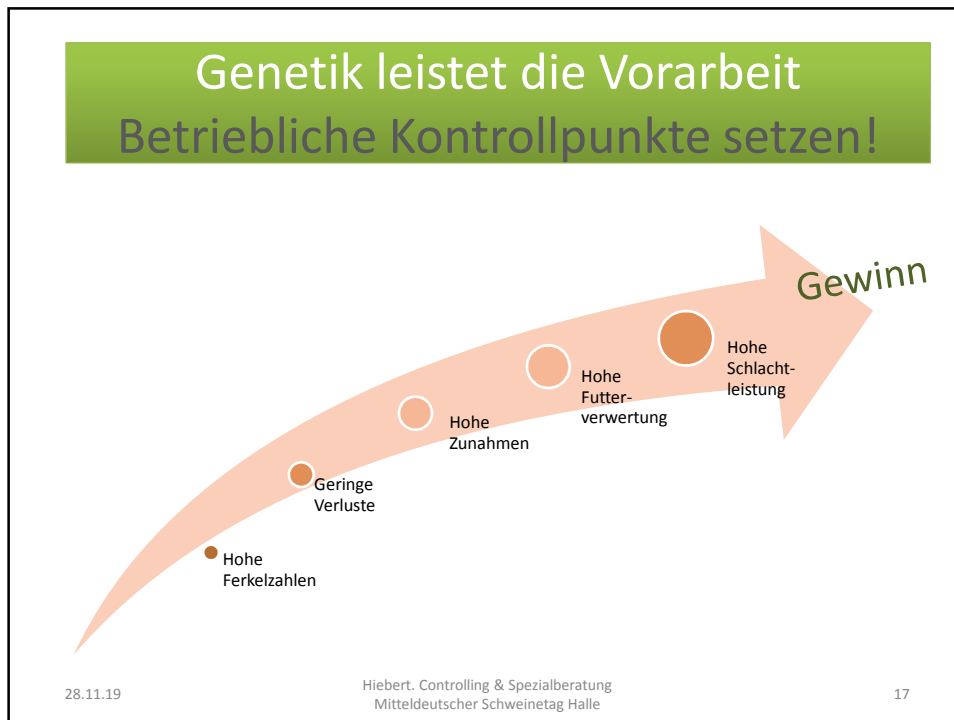 Genetik leistet die Vorarbeit
Betriebliche Kontrollpunkte setzen!
Gewinn
Hohe
Schlacht-
leistung
Hohe
Futter-
verwertung
Hohe
Zunahmen
Geringe
Verluste
Hohe
Ferkelzahlen
28.11.19
Hiebert. Controlling & Spezialberatung
Mitteldeutscher Schweinetag Halle
17